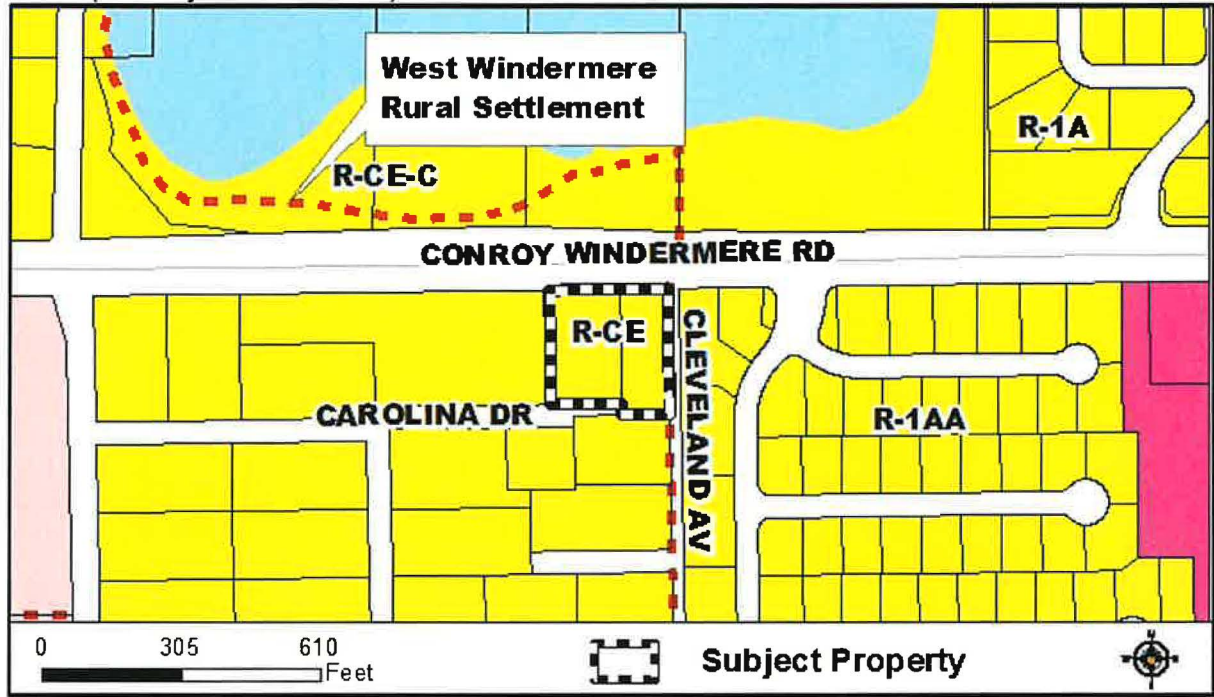 West Windermere
Rural Settlement
R-1A
R-CE-C
CONROY WINDERMERE RD
R-CE
CLEVELAND AV
CAROLINA DR
R-1AA
0 305 610
Feet
Subject Property